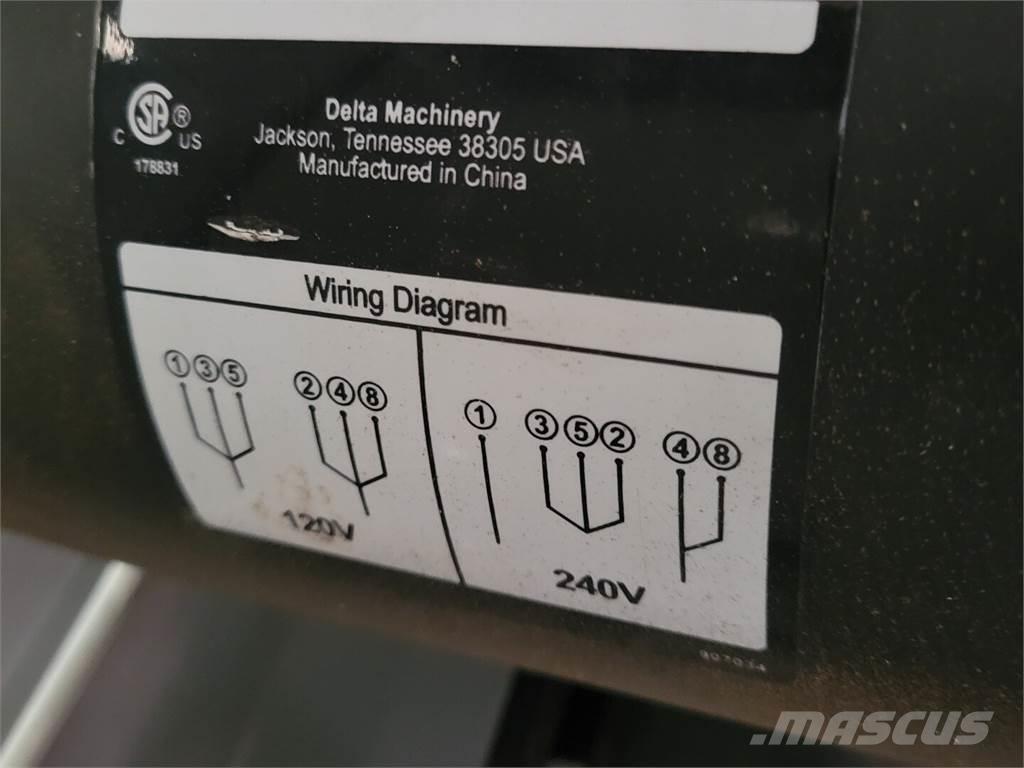 C SA ® US
178831
Delta Machinery
Jackson, Tennessee 38305 USA
Manufactured in China
Wiring Diagram
1 3 5
2 4 8
120V
1
3 5 2
4 8
240V
MASCUS